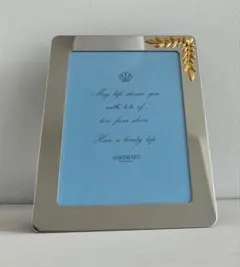 May life shower you
with lots of
love from above
Have a lovely life